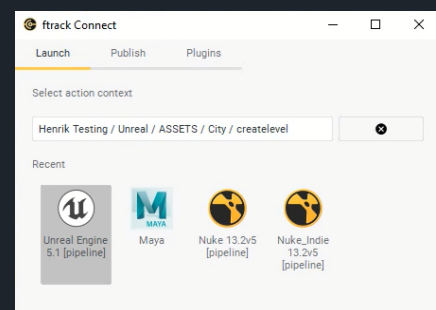 ftrack Connect
Launch Publish Plugins
Select action context
Henrik Testing / Unreal / ASSETS / City / createlevel
Recent
MAYA
Unreal Engine
5.1 [pipeline]
Maya
Nuke 13.2v5
[pipeline]
Nuke_Indie
13.2v5
[pipeline]